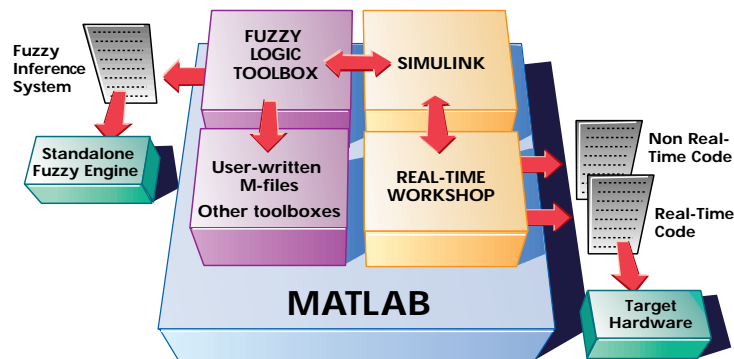 Fuzzy
Inference
System
FUZZY
LOGIC
TOOLBOX
SIMULINK
Standalone
Fuzzy Engine
User-written
M-files
Other toolboxes
REAL-TIME
WORKSHOP
Non Real-
Time Code
Real-Time
Code
MATLAB
Target
Hardware